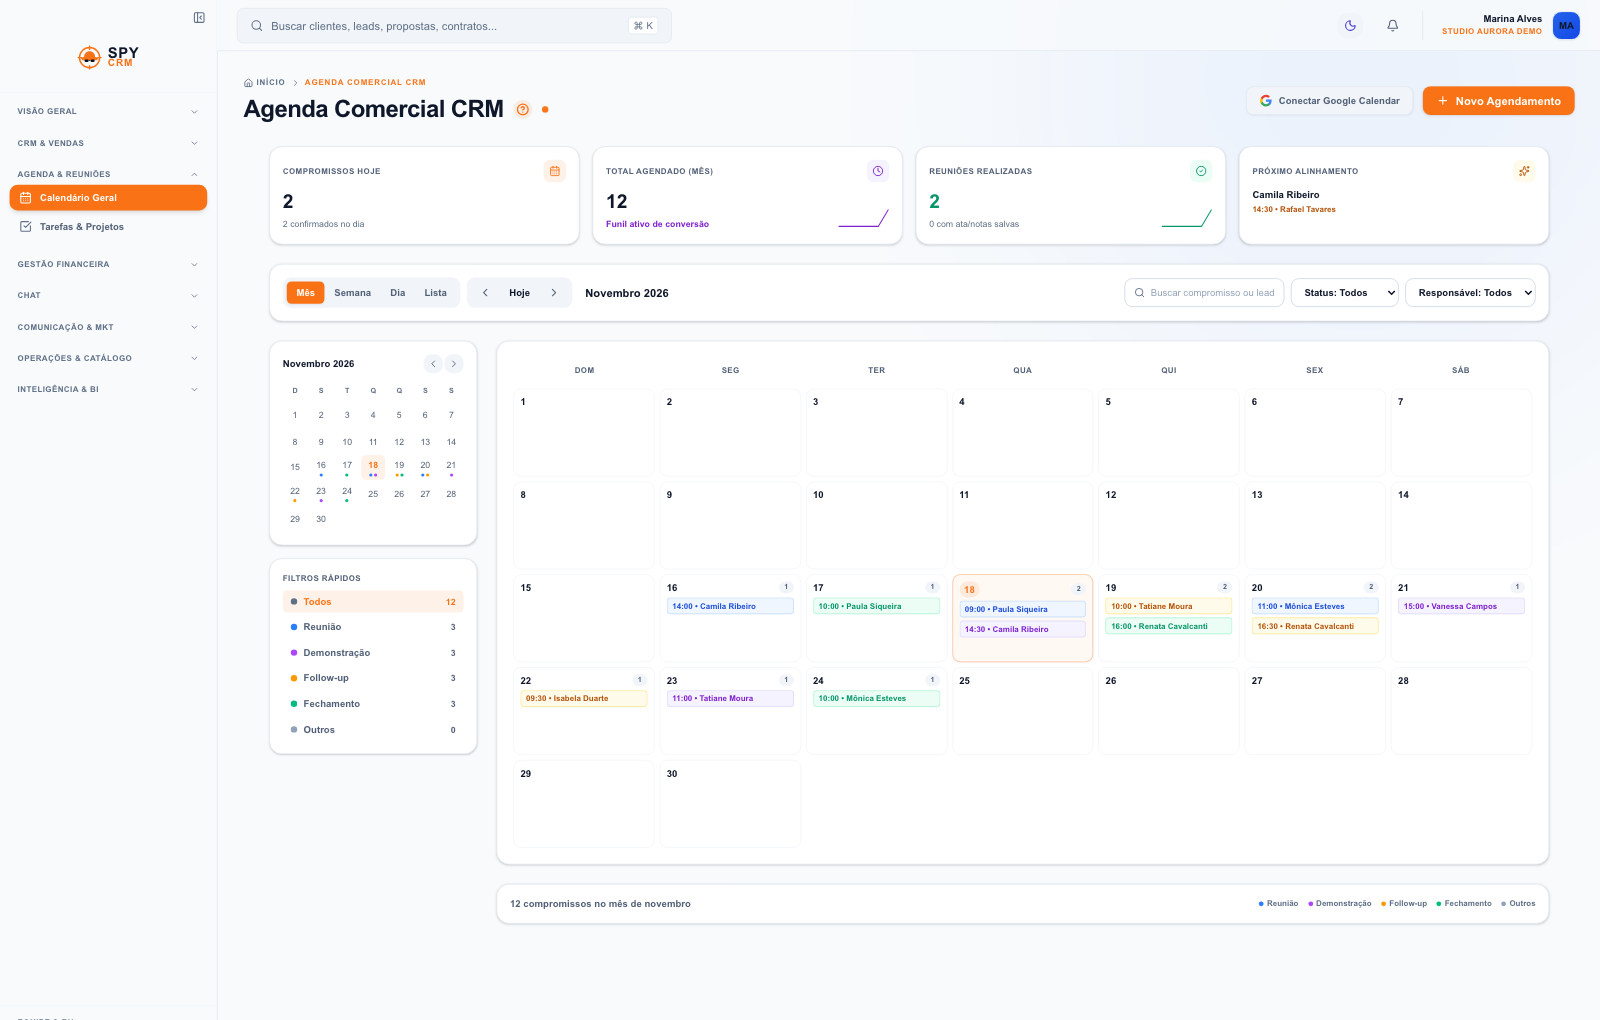 SPY
CRM
VISÃO GERAL
CRM & VENDAS
AGENDA & REUNIÕES
Calendário Geral
Tarefas & Projetos
GESTÃO FINANCEIRA
CHAT
COMUNICAÇÃO & MKT
OPERAÇÕES & CATÁLOGO
INTELIGÊNCIA & BI
Buscar clientes, leads, propostas, contratos...
⌘ K
Marina Alves
STUDIO AURORA DEMO
MA
INÍCIO > AGENDA COMERCIAL CRM
Agenda Comercial CRM
Conectar Google Calendar
+ Novo Agendamento
COMPROMISSOS HOJE
2
2 confirmados no dia
TOTAL AGENDADO (MÊS)
12
Funil ativo de conversão
REUNIÕES REALIZADAS
2
0 com ata/notas salvas
PRÓXIMO ALINHAMENTO
Camila Ribeiro
14:30 • Rafael Tavares
Mês Semana Dia Lista
< Hoje >
Novembro 2026
Buscar compromisso ou lead
Status: Todos
Responsável: Todos
Novembro 2026
D S T Q Q S S
1 2 3 4 5 6 7
8 9 10 11 12 13 14
15 16 17 18 19 20 21
22 23 24 25 26 27 28
29 30
FILTROS RÁPIDOS
Todos 12
Reunião 3
Demonstração 3
Follow-up 3
Fechamento 3
Outros 0
DOM SEG TER QUA QUI SEX SÁB
1 2 3 4 5 6 7
8 9 10 11 12 13 14
15
16 1
14:00 • Camila Ribeiro
17 1
10:00 • Paula Siqueira
18 2
09:00 • Paula Siqueira
14:30 • Camila Ribeiro
19 2
10:00 • Tatiane Moura
16:00 • Renata Cavalcanti
20 2
11:00 • Mônica Esteves
16:30 • Renata Cavalcanti
21 1
15:00 • Vanessa Campos
22 1
09:30 • Isabela Duarte
23 1
11:00 • Tatiane Moura
24 1
10:00 • Mônica Esteves
25 26 27 28
29 30
12 compromissos no mês de novembro
Reunião Demonstração Follow-up Fechamento Outros